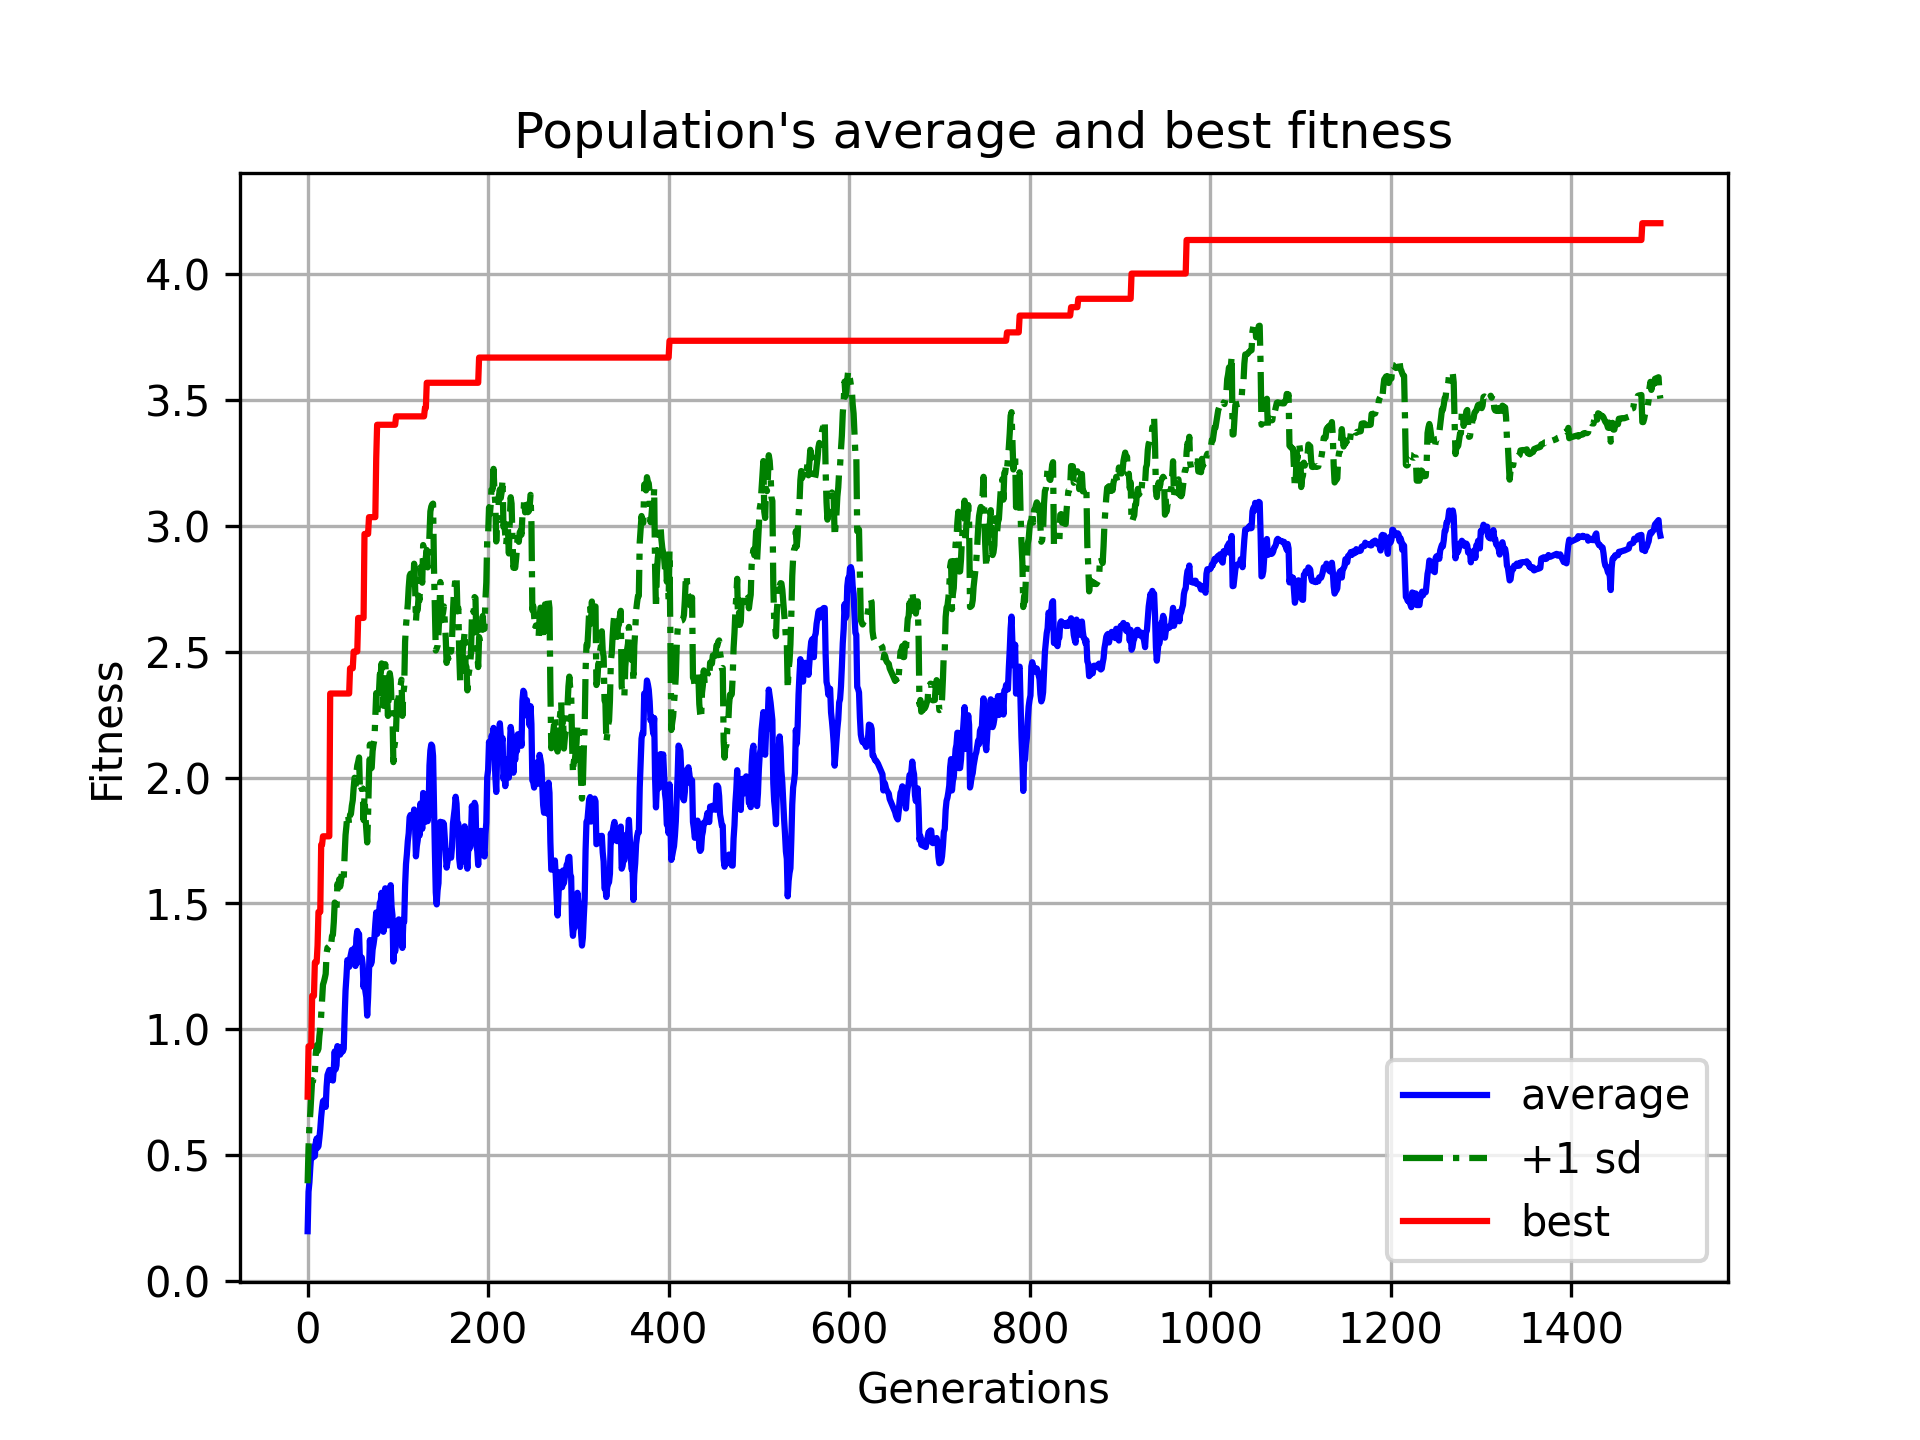 Population's average and best fitness
Fitness
4.0
3.5
3.0
2.5
2.0
1.5
1.0
0.5
0.0
0 200 400 600 800 1000 1200 1400
Generations
average
+1 sd
best